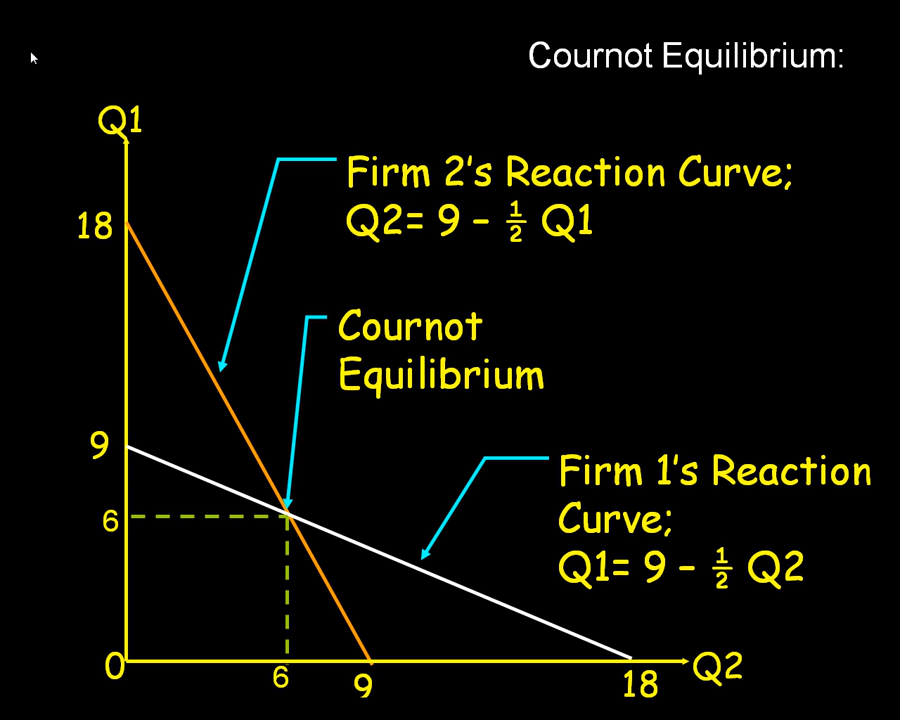 Cournot Equilibrium:
Q1
Firm 2's Reaction Curve;
Q2= 9 – ½ Q1
18
Cournot
Equilibrium
9
Firm 1's Reaction
Curve;
Q1= 9 – ½ Q2
6
0
6
9
18
Q2